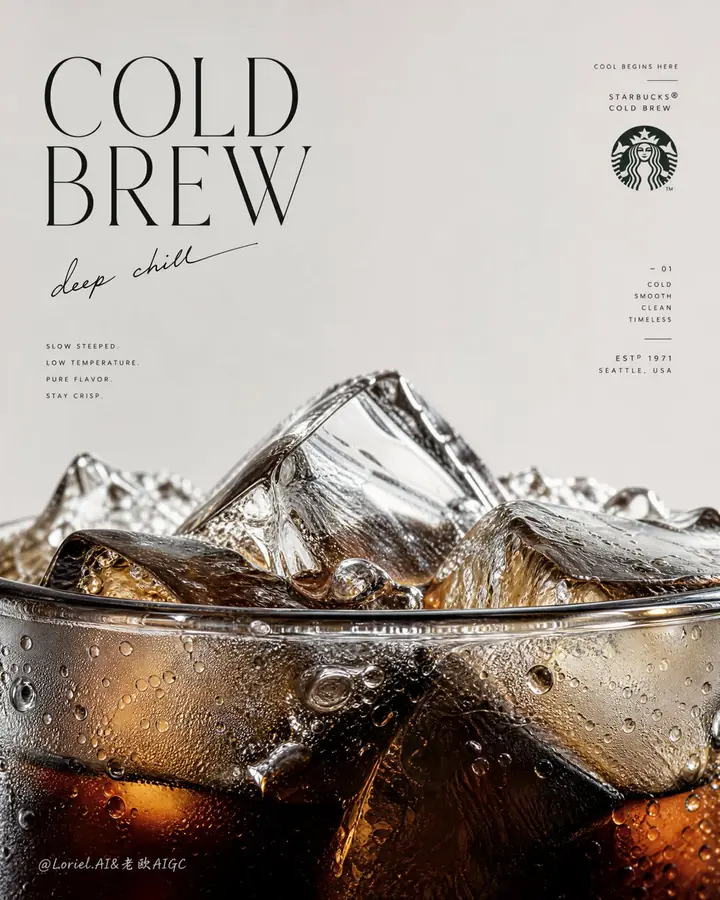 COLD
BREW
deep chill
SLOW STEEPED.
LOW TEMPERATURE.
PURE FLAVOR.
STAY CRISP.
COOL BEGINS HERE
STARBUCKS®
COLD BREW
TM
– 01
COLD
SMOOTH
CLEAN
TIMELESS
ESTᴰ 1971
SEATTLE, USA
@Loriel.AI&老欧AIGC